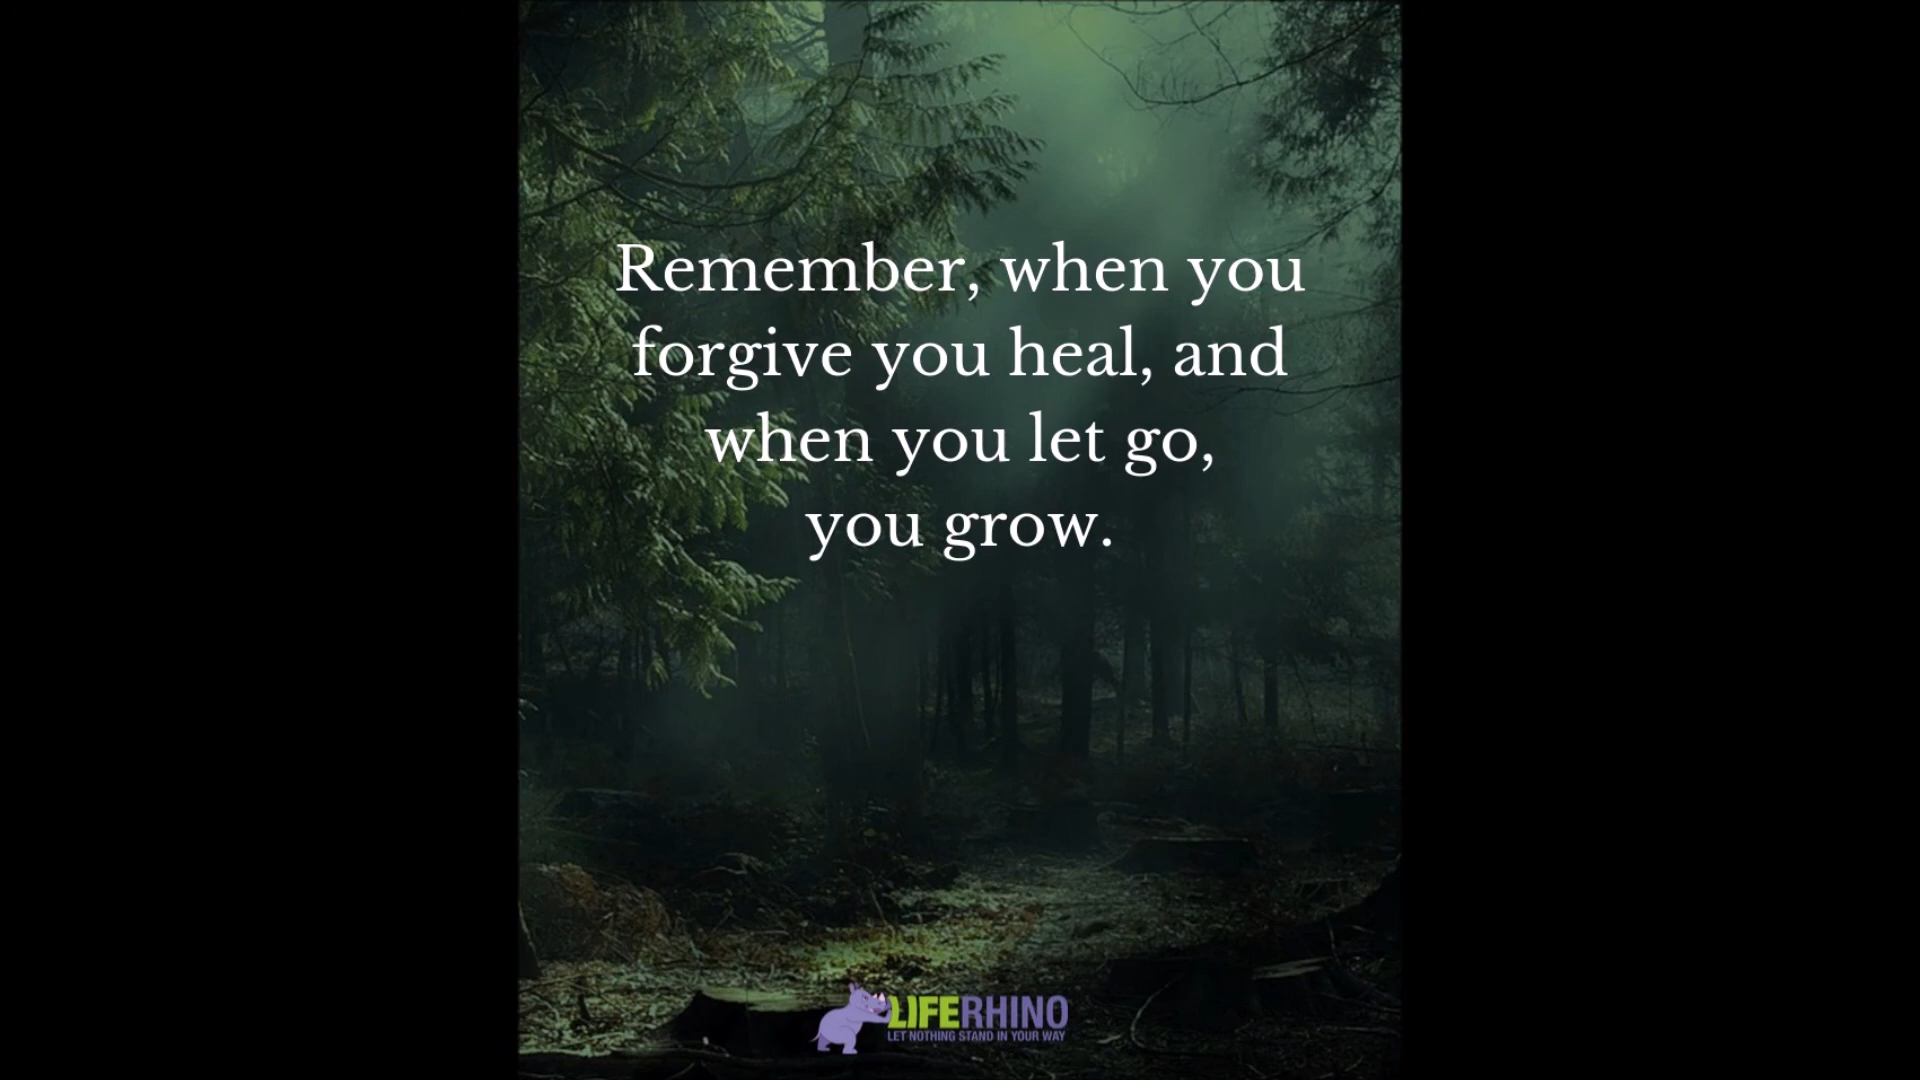 Remember, when you
forgive you heal, and
when you let go,
you grow.
LIFERHINO
LET NOTHING STAND IN YOUR WAY